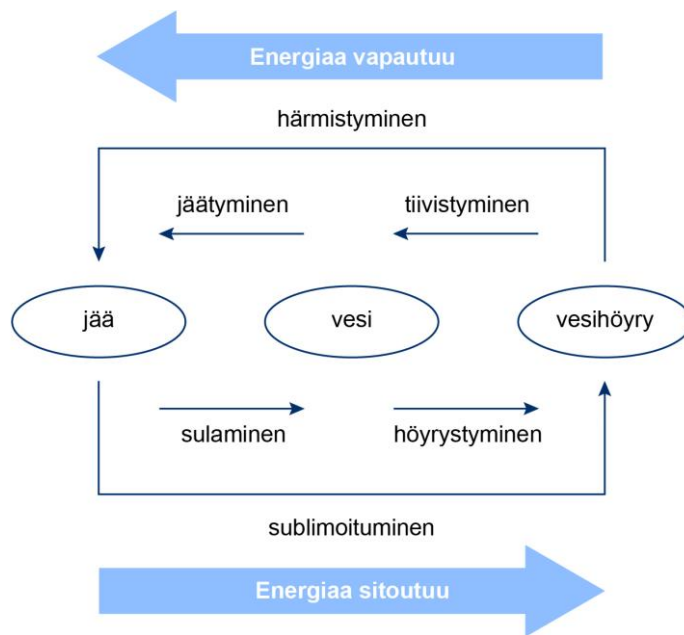 Energiaa vapautuu
härmistyminen
jäätyminen
tiivistyminen
jää
vesi
vesihöyry
sulaminen
höyrystyminen
sublimoituminen
Energiaa sitoutuu